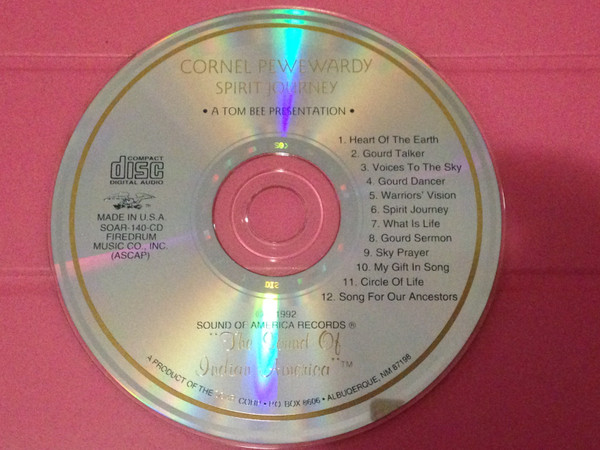 CORNEL PEWEWARDY
SPIRIT JOURNEY
• A TOM BEE PRESENTATION •
COMPACT
disc
DIGITAL AUDIO
MADE IN U.S.A.
SOAR-140-CD
FIREDRUM
MUSIC CO., INC.
(ASCAP)
1. Heart Of The Earth
2. Gourd Talker
3. Voices To The Sky
4. Gourd Dancer
5. Warriors' Vision
6. Spirit Journey
7. What Is Life
8. Gourd Sermon
9. Sky Prayer
10. My Gift In Song
11. Circle Of Life
12. Song For Our Ancestors
1992
SOUND OF AMERICA RECORDS ®
"The Sound Of
Indian America"™
A PRODUCT OF THE CORP. • P.O. BOX 8606 • ALBUQUERQUE, NM 87198